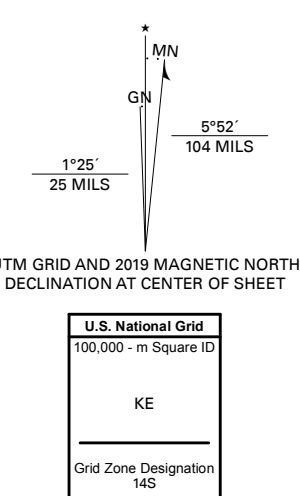 ★
MN
GN
5°52´
104 MILS
1°25´
25 MILS
UTM GRID AND 2019 MAGNETIC NORTH
DECLINATION AT CENTER OF SHEET
U.S. National Grid
100,000 - m Square ID
KE
Grid Zone Designation
14S